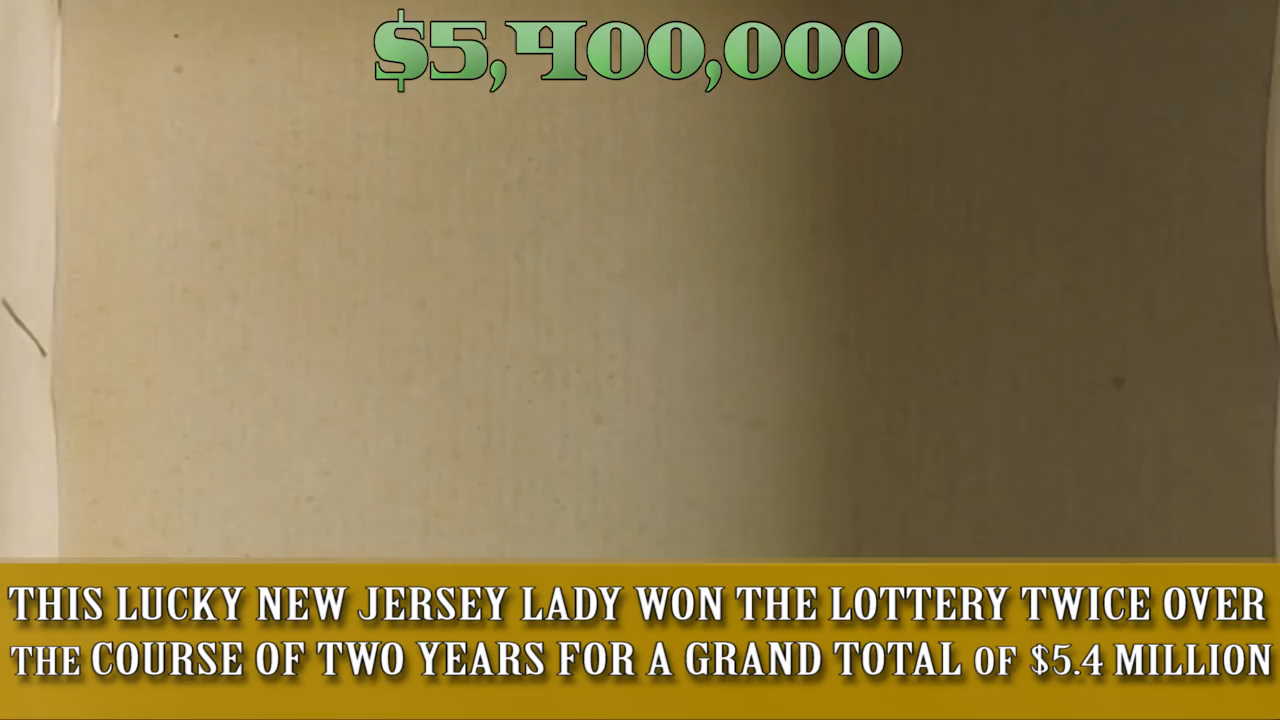 $5,400,000
THIS LUCKY NEW JERSEY LADY WON THE LOTTERY TWICE OVER
THE COURSE OF TWO YEARS FOR A GRAND TOTAL OF $5.4 MILLION